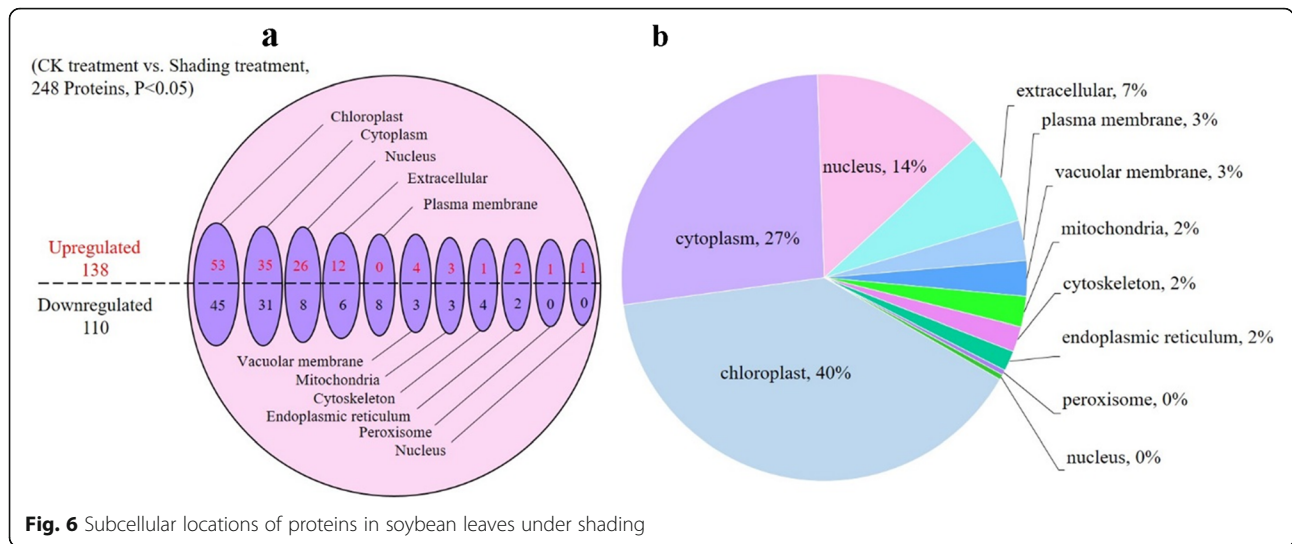 a
b
(CK treatment vs. Shading treatment,
248 Proteins, P<0.05)
Chloroplast
Cytoplasm
Nucleus
Extracellular
Plasma membrane
Upregulated
138
Downregulated
110
53 35 26 12 0 4 3 1 2 1 1
45 31 8 6 8 3 3 4 2 0 0
Vacuolar membrane
Mitochondria
Cytoskeleton
Endoplasmic reticulum
Peroxisome
Nucleus
extracellular, 7%
plasma membrane, 3%
nucleus, 14%
vacuolar membrane, 3%
mitochondria, 2%
cytoplasm, 27%
cytoskeleton, 2%
endoplasmic reticulum, 2%
chloroplast, 40%
peroxisome, 0%
nucleus, 0%
Fig. 6 Subcellular locations of proteins in soybean leaves under shading